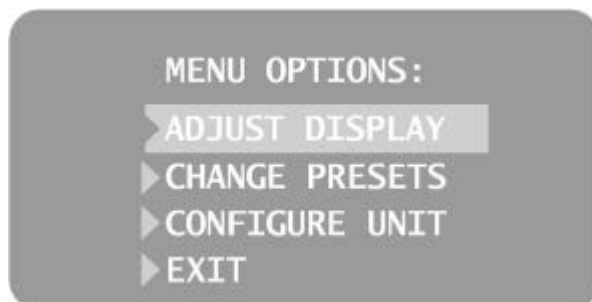 MENU OPTIONS:
ADJUST DISPLAY
CHANGE PRESETS
CONFIGURE UNIT
EXIT